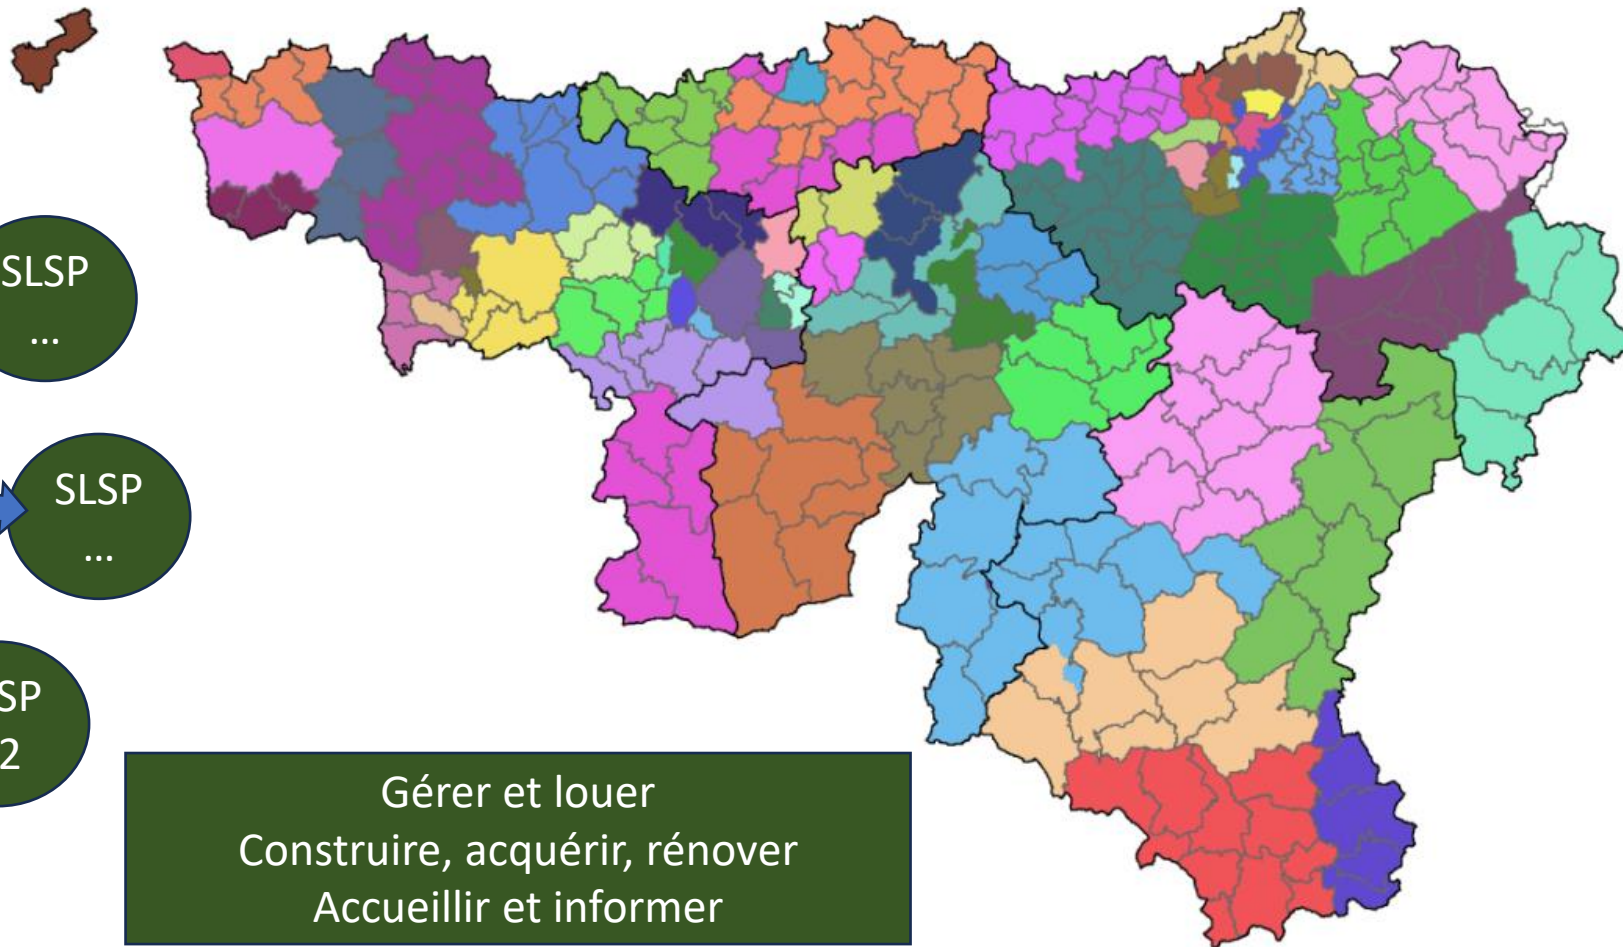 SLSP
...
SLSP
...
SP
2
Gérer et louer
Construire, acquérir, rénover
Accueillir et informer